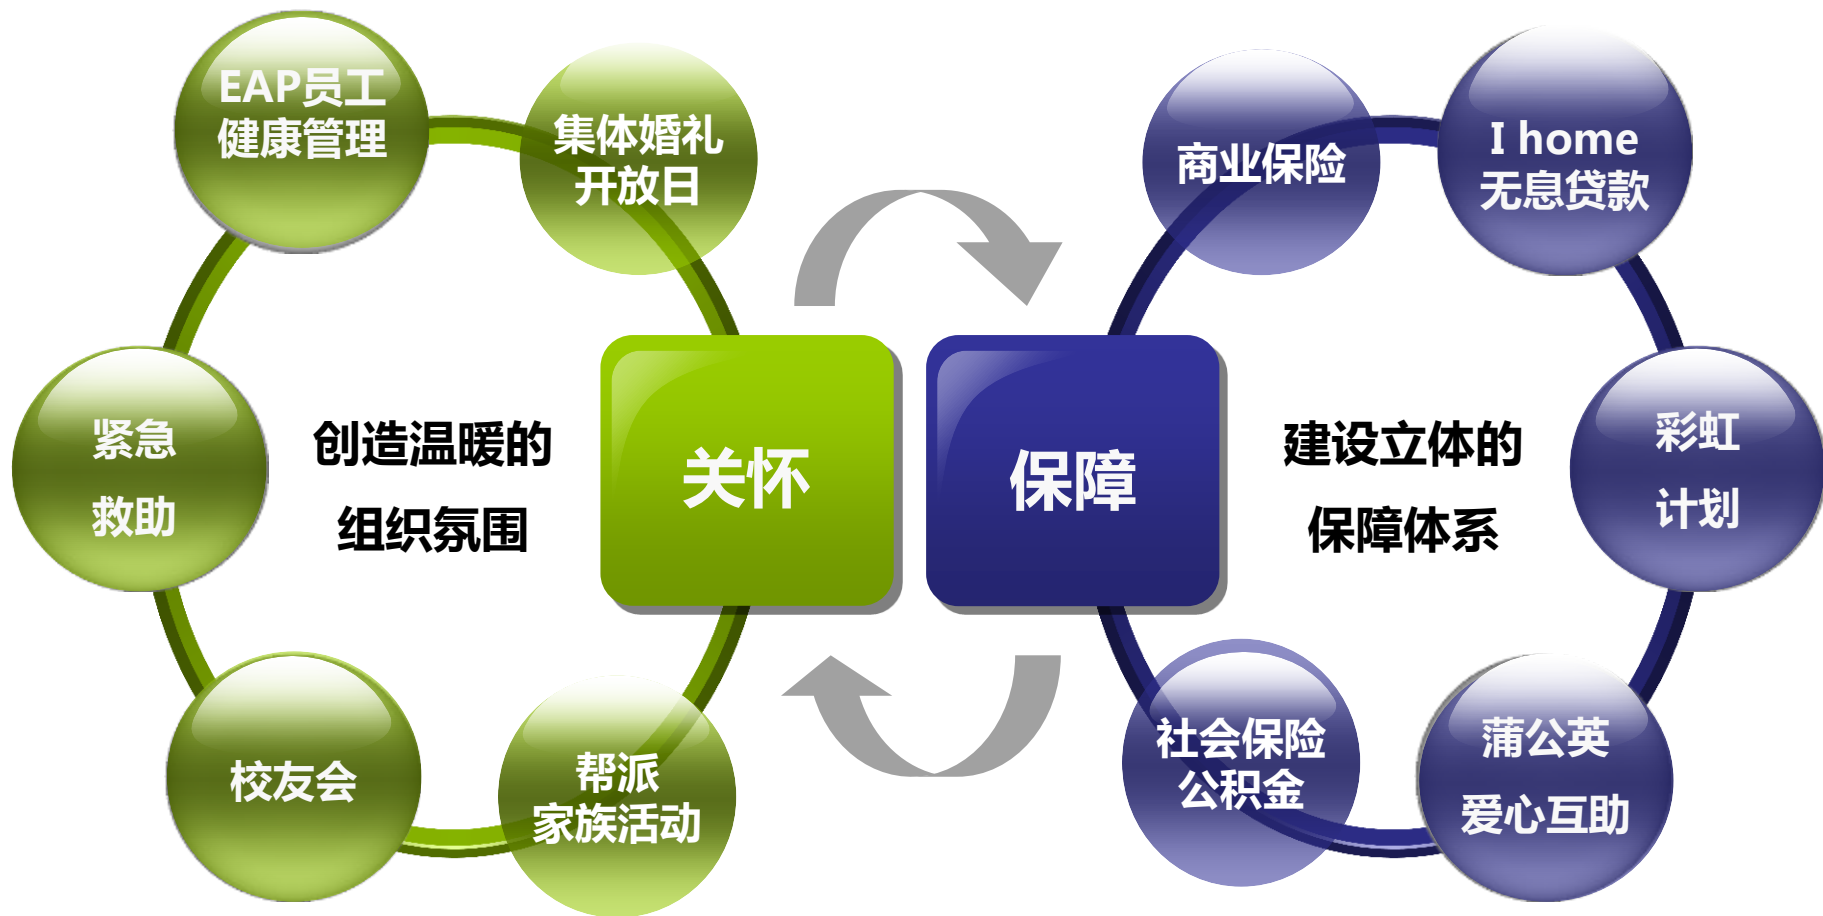 EAP员工
健康管理
集体婚礼
开放日
紧急
救助
创造温暖的
组织氛围
关怀
校友会
帮派
家族活动
商业保险
I home
无息贷款
保障
建设立体的
保障体系
彩虹
计划
社会保险
公积金
蒲公英
爱心互助